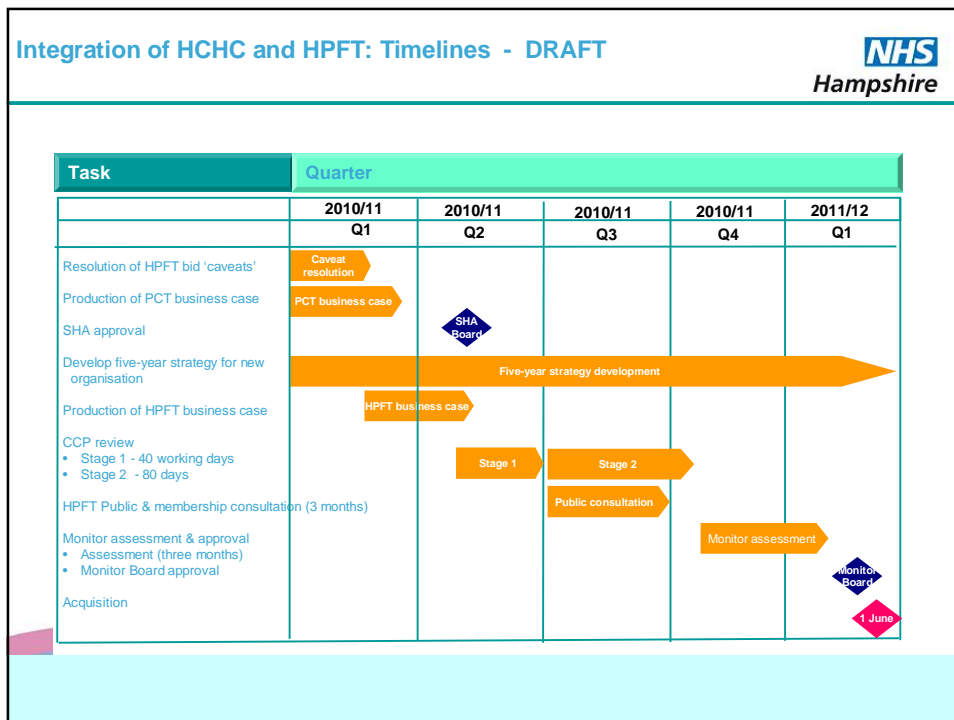 Integration of HCHC and HPFT: Timelines - DRAFT
NHS
Hampshire
Task
Quarter
2010/11
2010/11
2010/11
2010/11
2011/12
Q1
Q2
Q3
Q4
Q1
Resolution of HPFT bid ‘caveats’
Caveat
resolution
Production of PCT business case
PCT business case
SHA approval
SHA
Board
Develop five-year strategy for new
organisation
Five-year strategy development
Production of HPFT business case
HPFT business case
CCP review
• Stage 1 - 40 working days
• Stage 2 - 80 days
Stage 1
Stage 2
HPFT Public & membership consultation (3 months)
Public consultation
Monitor assessment & approval
• Assessment (three months)
• Monitor Board approval
Monitor assessment
Monitor
Board
Acquisition
1 June